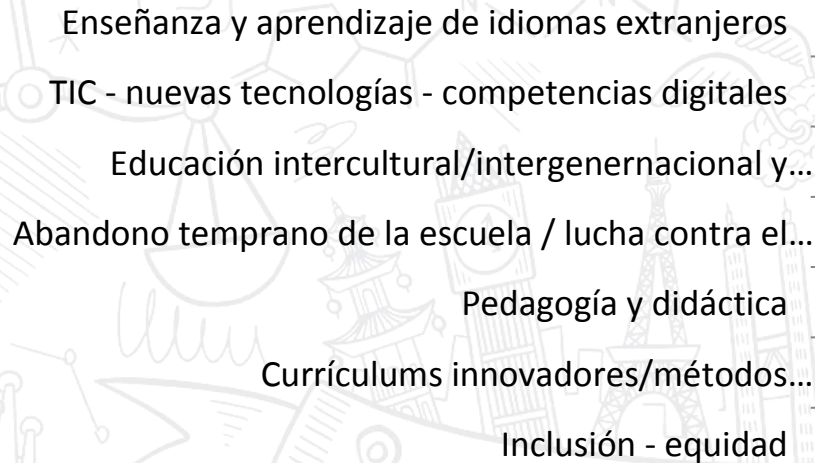 Enseñanza y aprendizaje de idiomas extranjeros
TIC - nuevas tecnologías - competencias digitales
Educación intercultural/intergenernacional y…
Abandono temprano de la escuela / lucha contra el…
Pedagogía y didáctica
Currículums innovadores/métodos…
Inclusión - equidad